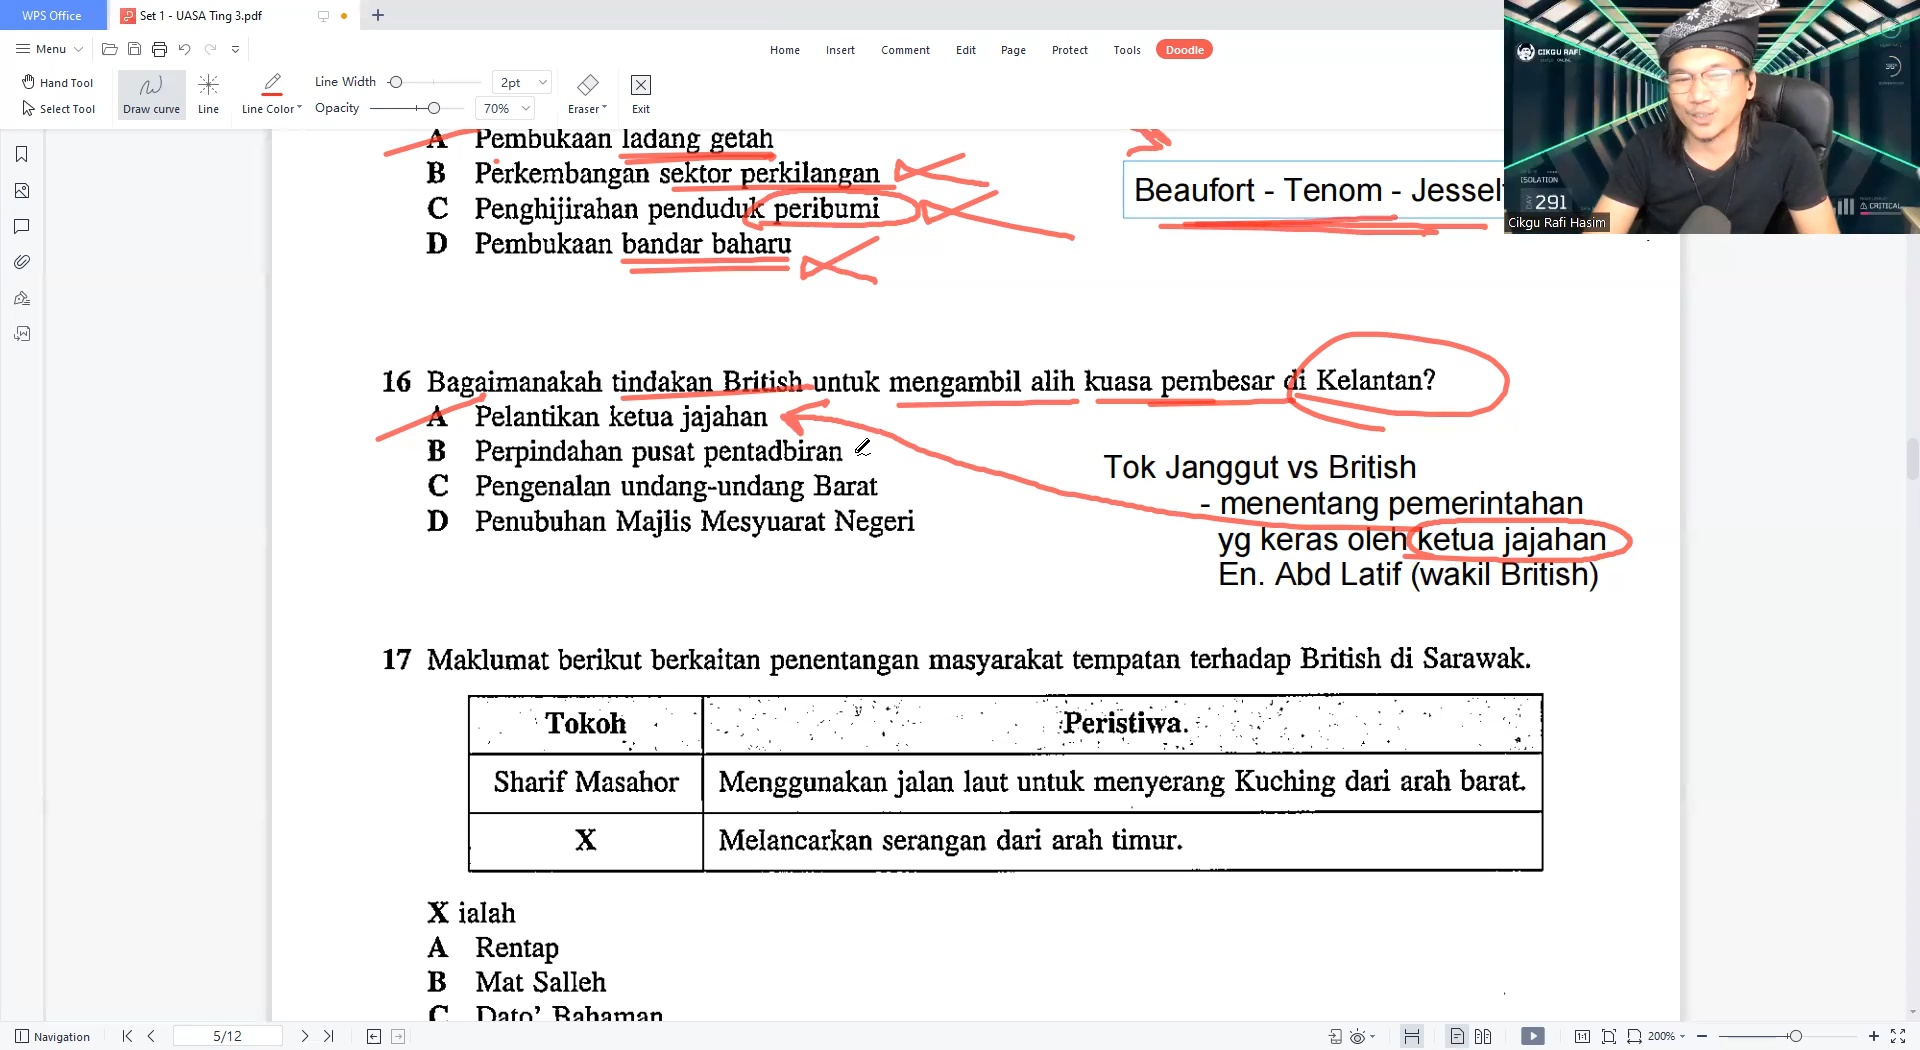 WPS Office
Set 1 - UASA Ting 3.pdf
Menu
Home Insert Comment Edit Page Protect Tools Doodle
Hand Tool
Select Tool
Draw curve
Line
Line Color
Line Width
2pt
Opacity
70%
Eraser
Exit
CIKGU RAFI
ISOLATION
291
CRITICAL
Cikgu Rafi Hasim
A Pembukaan ladang getah
B Perkembangan sektor perkilangan
C Penghijirahan penduduk peribumi
D Pembukaan bandar baharu
Beaufort - Tenom - Jesselt
16 Bagaimanakah tindakan British untuk mengambil alih kuasa pembesar di Kelantan?
A Pelantikan ketua jajahan
B Perpindahan pusat pentadbiran
C Pengenalan undang-undang Barat
D Penubuhan Majlis Mesyuarat Negeri
Tok Janggut vs British
- menentang pemerintahan
yg keras oleh ketua jajahan
En. Abd Latif (wakil British)
17 Maklumat berikut berkaitan penentangan masyarakat tempatan terhadap British di Sarawak.
Tokoh Peristiwa.
Sharif Masahor Menggunakan jalan laut untuk menyerang Kuching dari arah barat.
X Melancarkan serangan dari arah timur.
X ialah
A Rentap
B Mat Salleh
C Dato' Bahaman
Navigation
5/12
200%